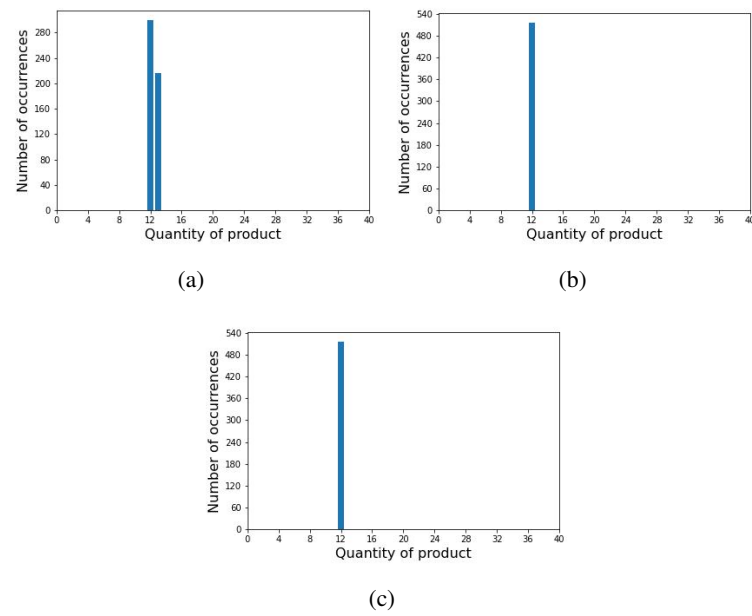 280
240
200
160
120
80
40
0
Number of occurrences
0 4 8 12 16 20 24 28 32 36 40
Quantity of product
(a)
540
480
420
360
300
240
180
120
60
0
Number of occurrences
0 4 8 12 16 20 24 28 32 36 40
Quantity of product
(b)
540
480
420
360
300
240
180
120
60
0
Number of occurrences
0 4 8 12 16 20 24 28 32 36 40
Quantity of product
(c)